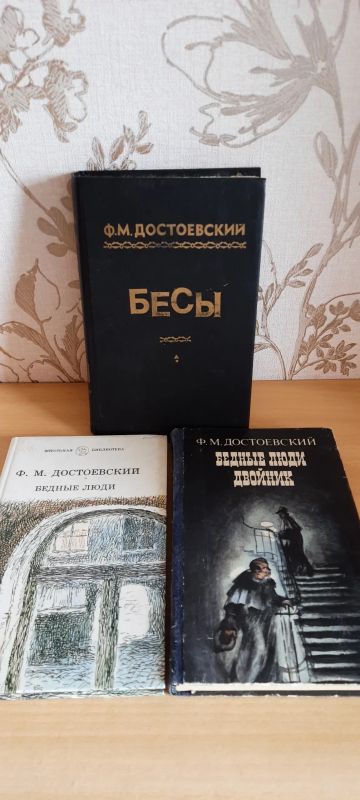 Ф.М. ДОСТОЕВСКИЙ
БЕСЫ
ШКОЛЬНАЯ БИБЛИОТЕКА
Ф. М. ДОСТОЕВСКИЙ
БЕДНЫЕ ЛЮДИ
Ф. М. ДОСТОЕВСКИЙ
БЕДНЫЕ ЛЮДИ
ДВОЙНИК